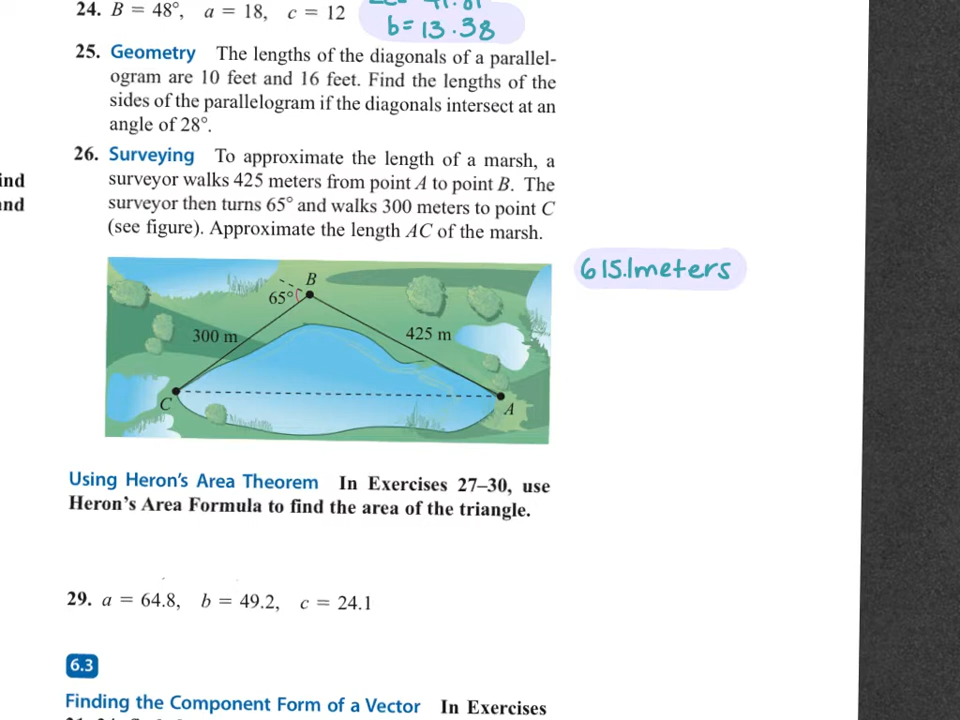 24. B = 48°, a = 18, c = 12
b= 13.38
25. Geometry The lengths of the diagonals of a parallel-
ogram are 10 feet and 16 feet. Find the lengths of the
sides of the parallelogram if the diagonals intersect at an
angle of 28°.
26. Surveying To approximate the length of a marsh, a
surveyor walks 425 meters from point A to point B. The
surveyor then turns 65° and walks 300 meters to point C
(see figure). Approximate the length AC of the marsh.
ind
and
615.1meters
B
65°
300 m
425 m
C
A
Using Heron's Area Theorem In Exercises 27–30, use
Heron's Area Formula to find the area of the triangle.
29. a = 64.8, b = 49.2, c = 24.1
6.3
Finding the Component Form of a Vector In Exercises